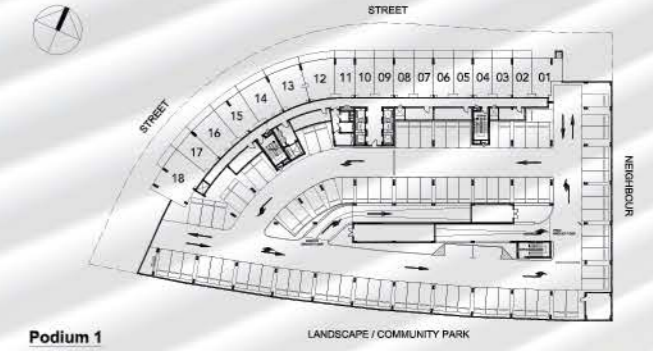 STREET
STREET
12 11 10 09 08 07 06 05 04 03 02 01
13
14
15
16
17
18
NEIGHBOUR
LANDSCAPE / COMMUNITY PARK
Podium 1